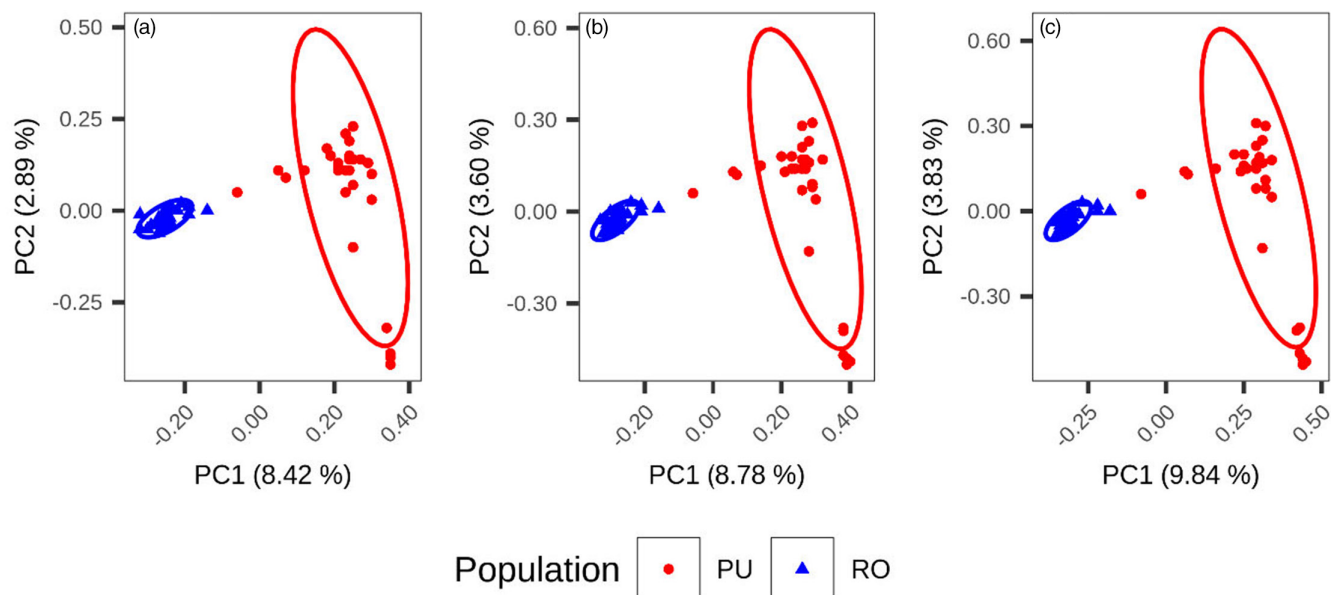 (a)
0.50
0.25
0.00
-0.25
PC2 (2.89 %)
-0.20
0.00
0.20
0.40
PC1 (8.42 %)
(b)
0.60
0.30
0.00
-0.30
PC2 (3.60 %)
-0.20
0.00
0.20
0.40
PC1 (8.78 %)
(c)
0.60
0.30
0.00
-0.30
PC2 (3.83 %)
-0.25
0.00
0.25
0.50
PC1 (9.84 %)
Population PU RO